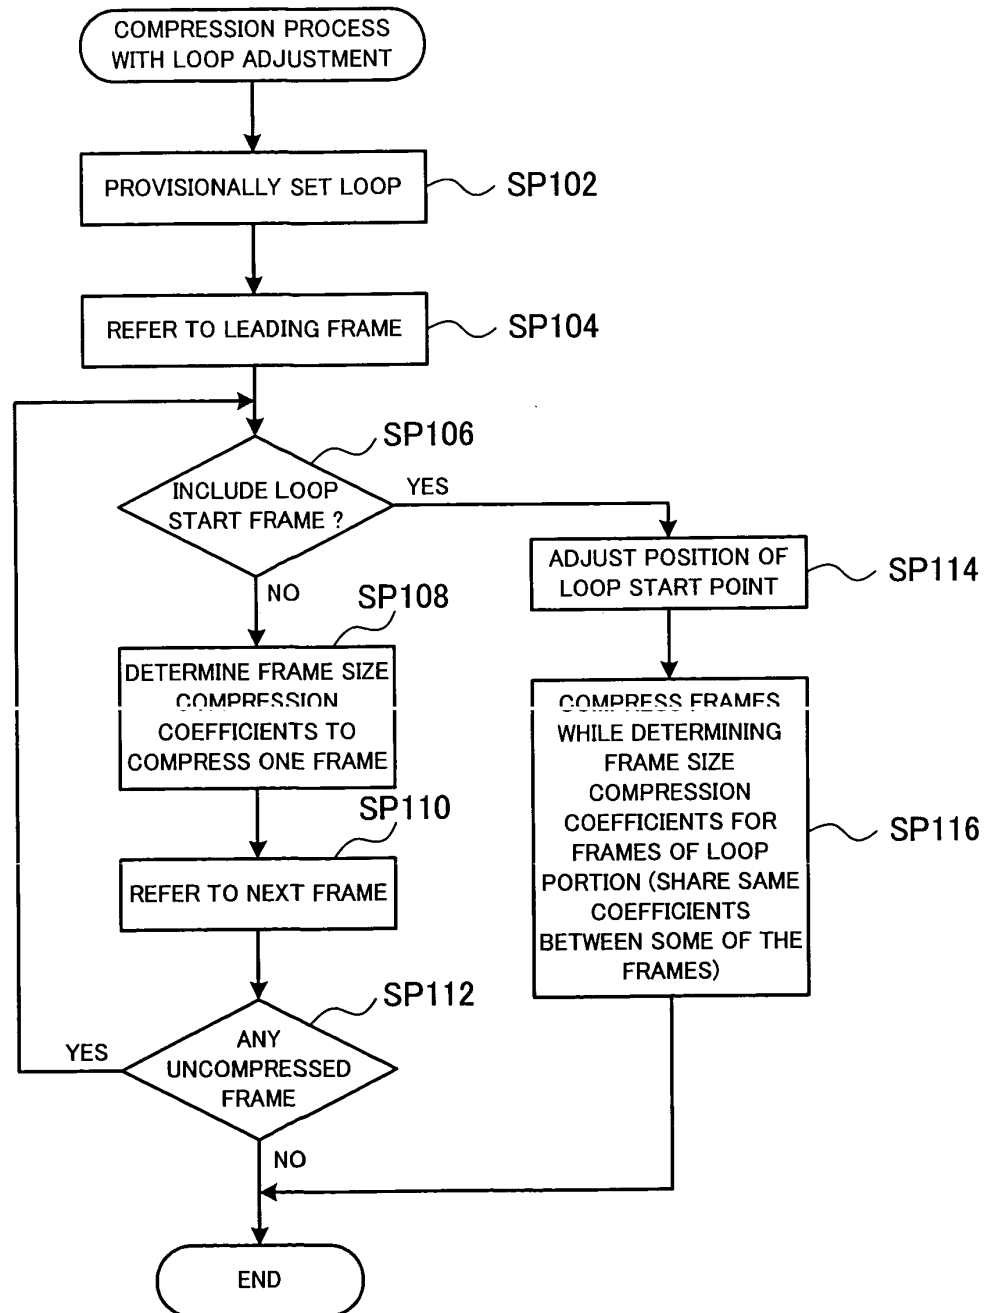 COMPRESSION PROCESS
WITH LOOP ADJUSTMENT
PROVISIONALLY SET LOOP
SP102
REFER TO LEADING FRAME
SP104
SP106
INCLUDE LOOP
START FRAME ?
YES
NO
ADJUST POSITION OF
LOOP START POINT
SP114
SP108
DETERMINE FRAME SIZE
COMPRESSION
COEFFICIENTS TO
COMPRESS ONE FRAME
COMPRESS FRAMES
WHILE DETERMINING
FRAME SIZE
COMPRESSION
COEFFICIENTS FOR
FRAMES OF LOOP
PORTION (SHARE SAME
COEFFICIENTS
BETWEEN SOME OF THE
FRAMES)
SP116
SP110
REFER TO NEXT FRAME
SP112
ANY
UNCOMPRESSED
FRAME
YES
NO
END